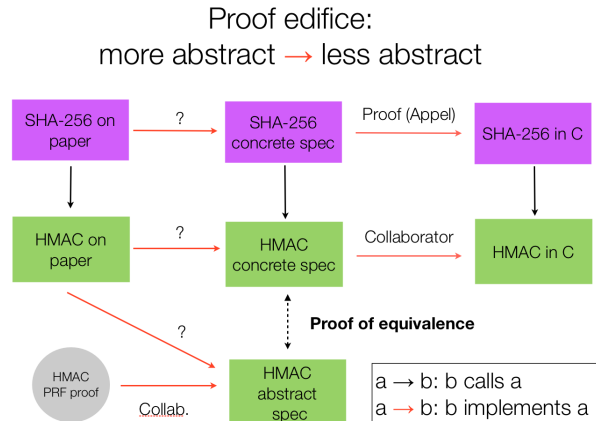 Proof edifice:
more abstract → less abstract
SHA-256 on
paper
?
SHA-256
concrete spec
Proof (Appel)
SHA-256 in C
HMAC on
paper
?
HMAC
concrete spec
Collaborator
HMAC in C
?
Proof of equivalence
HMAC
PRF proof
Collab.
HMAC
abstract
spec
a → b: b calls a
a → b: b implements a